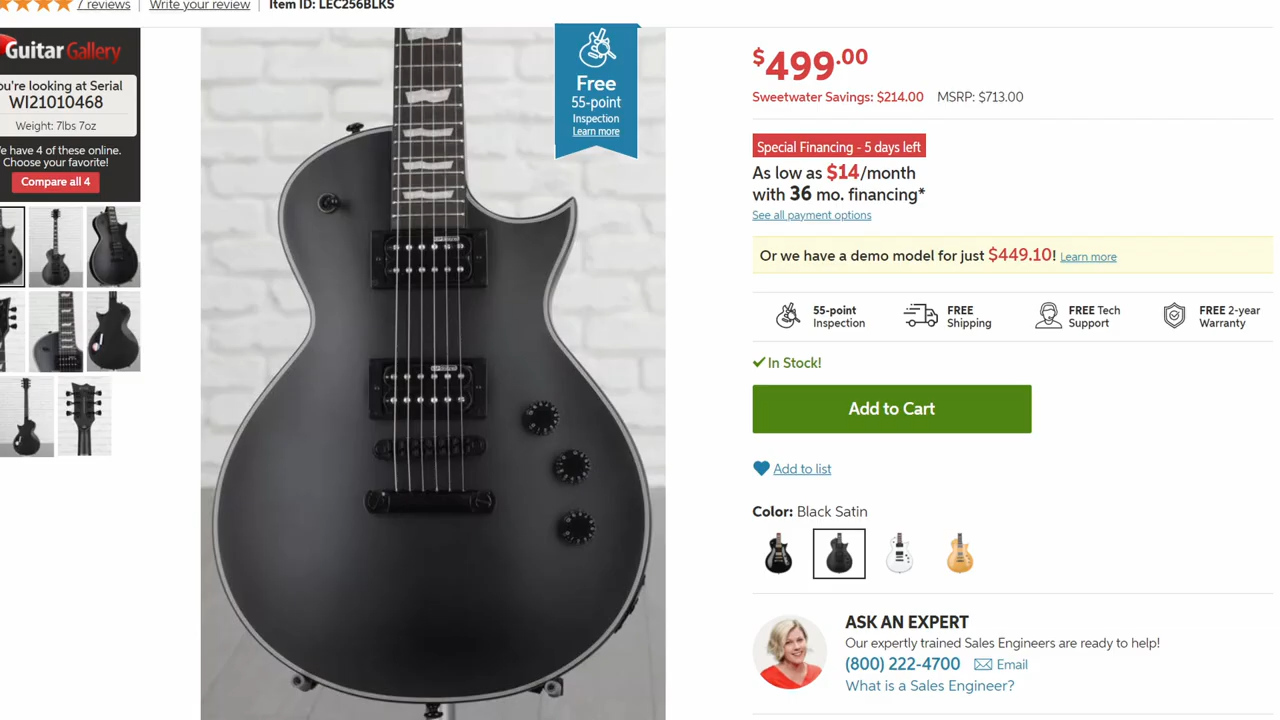 7 reviews | Write your review | Item ID: LEC256BLKS
Guitar Gallery
ou're looking at Serial
WI21010468
Weight: 7lbs 7oz
e have 4 of these online.
Choose your favorite!
Compare all 4
Free
55-point
Inspection
Learn more
$499.00
Sweetwater Savings: $214.00 MSRP: $713.00
Special Financing - 5 days left
As low as $14/month
with 36 mo. financing*
See all payment options
Or we have a demo model for just $449.10! Learn more
55-point
Inspection
FREE
Shipping
FREE Tech
Support
FREE 2-year
Warranty
In Stock!
Add to Cart
Add to list
Color: Black Satin
ASK AN EXPERT
Our expertly trained Sales Engineers are ready to help!
(800) 222-4700 Email
What is a Sales Engineer?